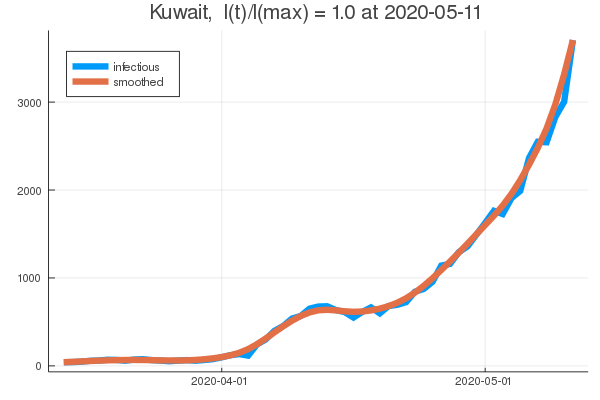 Kuwait,  I(t)/I(max) = 1.0 at 2020-05-11
infectious
smoothed
3000
2000
1000
0
2020-04-01
2020-05-01